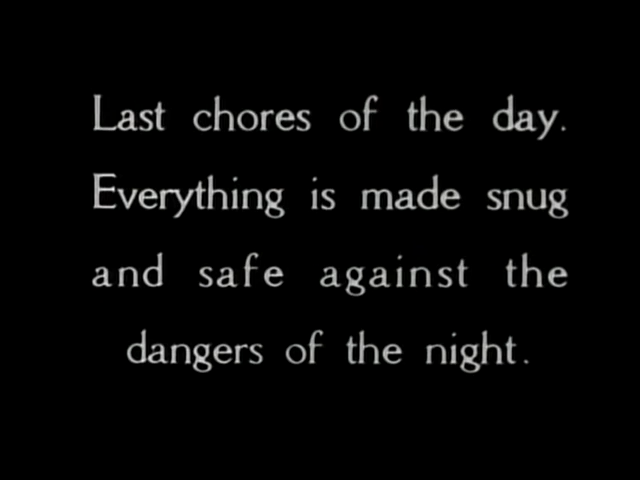 Last chores of the day.
Everything is made snug
and safe against the
dangers of the night.